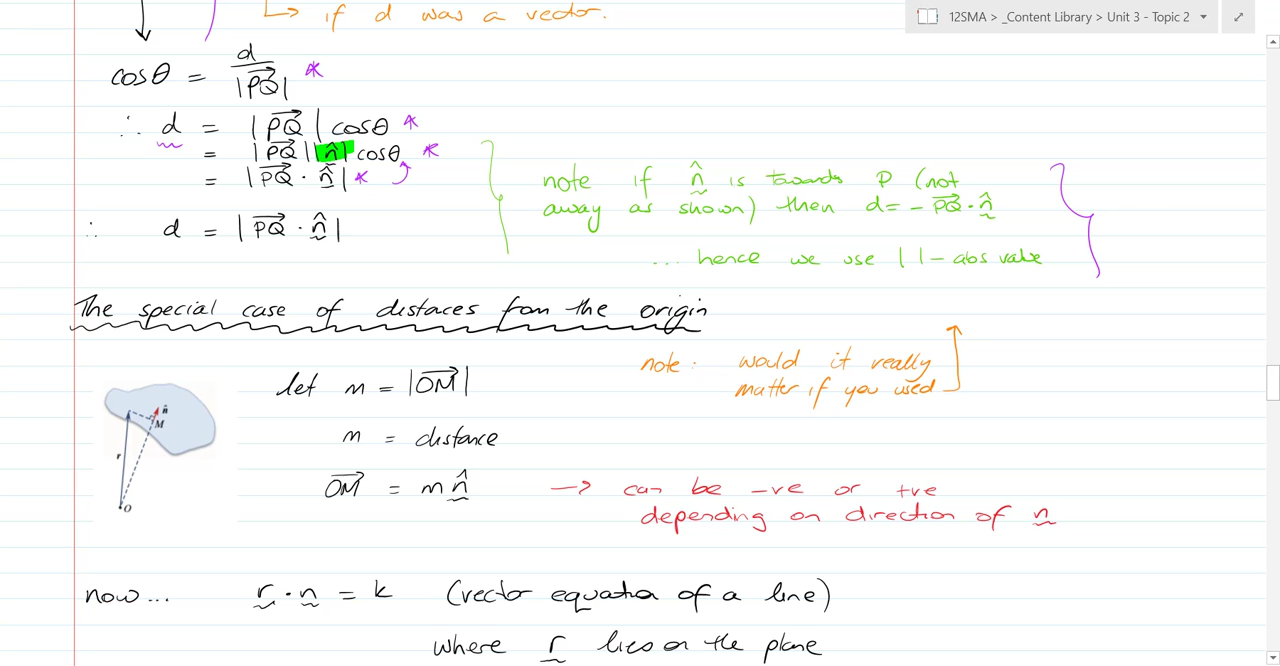 12SMA > _Content Library > Unit 3 - Topic 2
↳ if d was a vector.
cosθ = d / |PQ→| *
∴ d = |PQ→| cosθ *
= |PQ→||n̂| cosθ *
= |PQ→ · n̂| *
note if n̂ is towards P (not
away as shown) then d = - PQ→ · n̂
∴ d = |PQ→ · n̂|
... hence we use | | - abs value
The special case of distaces from the origin
note: would it really
matter if you used
let m = |OM→|
n̂
M
r
O
m = distance
OM→ = m n̂ → can be -ve or +ve
depending on direction of n
now... r · n = k (vector equation of a line)
where r lies on the plane